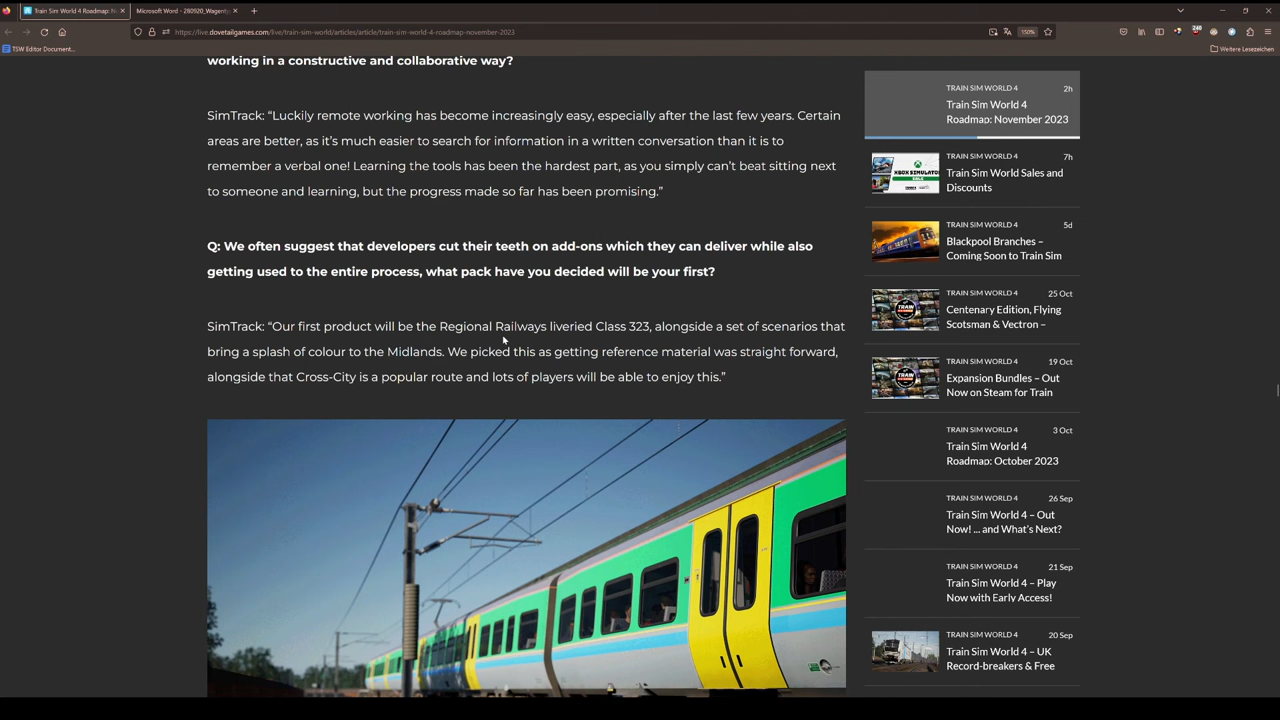 Train Sim World 4 Roadmap: N
Microsoft Word - 280920_Wagent
https://live.dovetailgames.com/live/train-sim-world/articles/article/train-sim-world-4-roadmap-november-2023
150%
240
TSW Editor Document...
Weitere Lesezeichen
working in a constructive and collaborative way?
SimTrack: “Luckily remote working has become increasingly easy, especially after the last few years. Certain
areas are better, as it’s much easier to search for information in a written conversation than it is to
remember a verbal one! Learning the tools has been the hardest part, as you simply can’t beat sitting next
to someone and learning, but the progress made so far has been promising.”
Q: We often suggest that developers cut their teeth on add-ons which they can deliver while also
getting used to the entire process, what pack have you decided will be your first?
SimTrack: “Our first product will be the Regional Railways liveried Class 323, alongside a set of scenarios that
bring a splash of colour to the Midlands. We picked this as getting reference material was straight forward,
alongside that Cross-City is a popular route and lots of players will be able to enjoy this.”
TRAIN SIM WORLD 4 2h
Train Sim World 4
Roadmap: November 2023
TRAIN SIM WORLD 4 7h
Train Sim World Sales and
Discounts
XBOX SIMULATOR
SALE
TRAIN SIM WORLD 4 5d
Blackpool Branches –
Coming Soon to Train Sim
TRAIN SIM WORLD 4 25 Oct
Centenary Edition, Flying
Scotsman & Vectron –
TRAIN SIM WORLD 4 19 Oct
Expansion Bundles – Out
Now on Steam for Train
TRAIN SIM WORLD 4 3 Oct
Train Sim World 4
Roadmap: October 2023
TRAIN SIM WORLD 4 26 Sep
Train Sim World 4 – Out
Now! ... and What’s Next?
TRAIN SIM WORLD 4 21 Sep
Train Sim World 4 – Play
Now with Early Access!
TRAIN SIM WORLD 4 20 Sep
Train Sim World 4 – UK
Record-breakers & Free